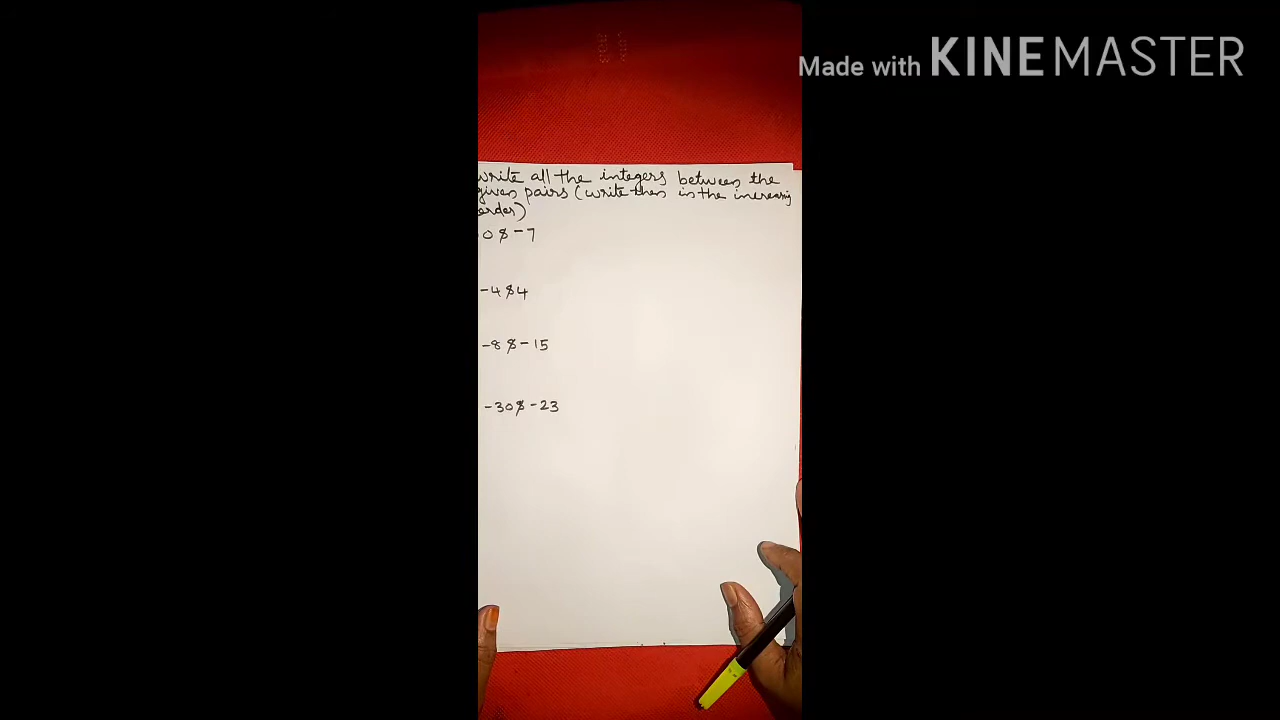 Made with KINEMASTER
write all the integers between the
given pairs (write them in the increasing
order)
0 & -7
-4 & 4
-8 & -15
-30 & -23